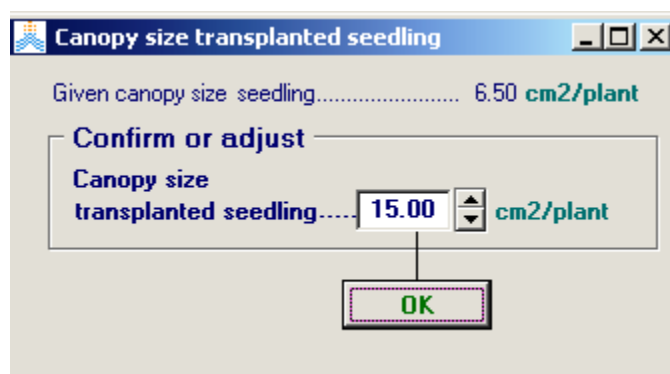 Canopy size transplanted seedling
Given canopy size seedling........................ 6.50 cm2/plant
Confirm or adjust
Canopy size
transplanted seedling..... 15.00 cm2/plant
OK